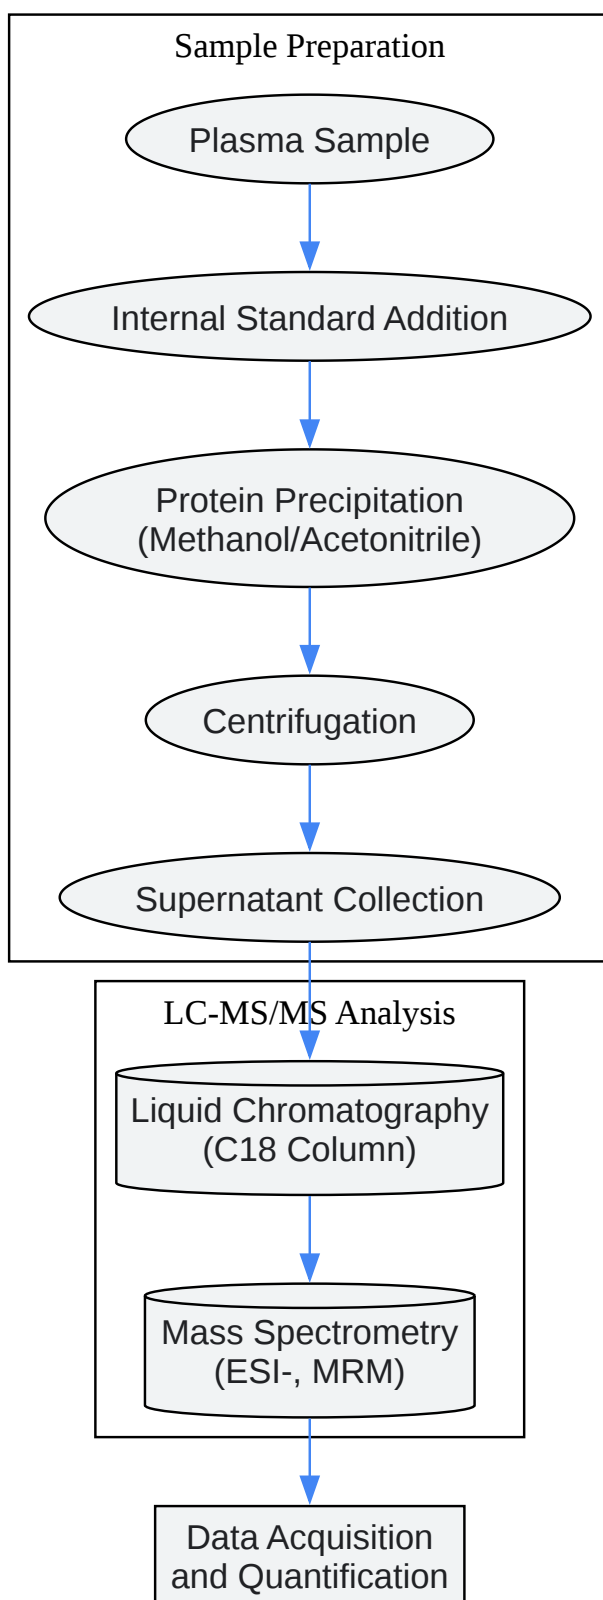 Sample Preparation
Plasma Sample
Internal Standard Addition
Protein Precipitation
(Methanol/Acetonitrile)
Centrifugation
Supernatant Collection
LC-MS/MS Analysis
Liquid Chromatography
(C18 Column)
Mass Spectrometry
(ESI-, MRM)
Data Acquisition
and Quantification